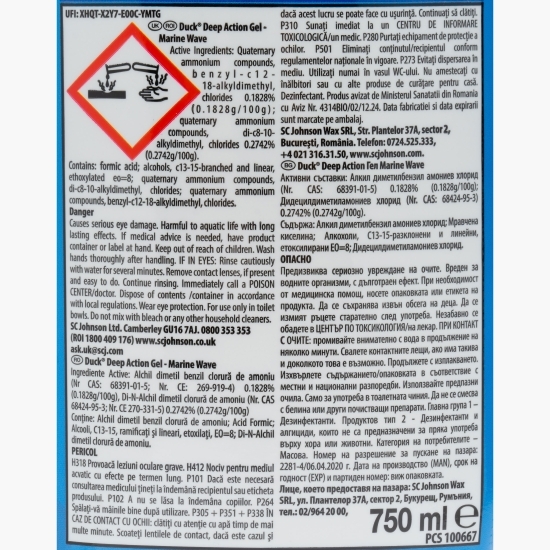 UFI: XHQT-X2Y7-E00C-YMTG
UK IE Duck® Deep Action Gel -
Marine Wave
Active Ingredients: Quaternary
ammonium compounds,
benzyl-c12-
18-alkyldimethyl,
chlorides 0.1828%
(0.1828g/100g);
quaternary ammonium
compounds, di-c8-10-
alkyldimethyl, chlorides 0.2742%
(0.2742g/100g).
Contains: formic acid; alcohols, c13-15-branched and linear,
ethoxylated eo=8; quaternary ammonium compounds,
di-c8-10-alkyldimethyl, chlorides; quaternary ammonium
compounds, benzyl-c12-18-alkyldimethyl, chlorides.
Danger
Causes serious eye damage. Harmful to aquatic life with long
lasting effects. If medical advice is needed, have product
container or label at hand. Keep out of reach of children. Wash
hands thoroughly after handling. IF IN EYES: Rinse cautiously
with water for several minutes. Remove contact lenses, if present
and easy to do. Continue rinsing. Immediately call a POISON
CENTER/doctor. Dispose of contents /container in accordance
with local regulations. Wear eye protection. For use only in toilet
bowls. Do not mix with bleach or any other household cleaners.
SC Johnson Ltd. Camberley GU16 7AJ. 0800 353 353
(ROI 1800 409 176) www.scjohnson.co.uk
ask.uk@scj.com
RO Duck® Deep Action Gel - Marine Wave
Ingrediente Active: Alchil dimetil benzil clorură de amoniu
(Nr CAS: 68391-01-5; Nr. CE: 269-919-4) 0.1828%
(0.1828g/100g), Di-N-Alchil dimetil clorură de amoniu (Nr CAS
68424-95-3; Nr. CE 270-331-5) 0.2742% (0.2742g/100g)
Conține: Alchil dimetil benzil clorură de amoniu; Acid Formic;
Alcooli, C13-15, ramificați și lineari, etoxilați, EO=8; Di-N-Alchil
dimetil clorură de amoniu.
PERICOL
H318 Provoacă leziuni oculare grave. H412 Nociv pentru mediul
acvatic cu efecte pe termen lung. P101 Dacă este necesară
consultarea medicului țineți la îndemână recipientul sau eticheta
produsului. P102 A nu se lăsa la îndemâna copiilor. P264
Spălați-vă mâinile bine după utilizare. P305 + P351 + P338 ÎN
CAZ DE CONTACT CU OCHII: clătiți cu atenție cu apă timp de mai
multe minute. Scoateți lentilele de contact, dacă este cazul și
dacă acest lucru se poate face cu ușurință. Continuați să clătiți.
P310 Sunați imediat la un CENTRU DE INFORMARE
TOXICOLOGICĂ/un medic. P280 Purtați echipament de protecție a
ochilor. P501 Eliminați conținutul/recipientul conform
regulamentelor naționale în vigoare. P273 Evitați dispersarea în
mediu. Utilizați numai în vasul WC-ului. Nu amestecați cu
înălbitori sau cu alte produse de curățare pentru casă.
Dezinfectant. Produs avizat de Ministerul Sanatatii din Romania
cu Aviz Nr. 4314BIO/02/12.24. Data fabricatiei si data expirarii
sunt marcate pe ambalaj.
SC Johnson Wax SRL, Str. Plantelor 37A, sector 2,
București, România. Telefon: 0724.525.333,
+4 021 316.31.50, www.scjohnson.com.
BG Duck® Deep Action Гел Marine Wave
Активни съставки: Алкил диметилбензил амониев хлорид
(Nr. CAS: 68391-01-5) 0.1828% (0.1828g/100g);
Дидецилдиметиламониев хлорид (Nr. CAS: 68424-95-3)
0.2742% (0.2742g/100g).
Съдържа: Алкил диметилбензил амониев хлорид; Мравчена
киселина; Алкохоли, C13-15-разклонени и линейни,
етоксилирани ЕО=8; Дидецилдиметиламониев хлорид.
ОПАСНО
Предизвиква сериозно увреждане на очите. Вреден за
водните организми, с дълготраен ефект. При необходимост
от медицинска помощ, носете опаковката или етикета на
продукта. Да се съхранява извън обсега на деца. Да се
измият ръцете старателно след употреба. Незабавно се
обадете в ЦЕНТЪР ПО ТОКСИКОЛОГИЯ/на лекар. ПРИ КОНТАКТ
С ОЧИТЕ: промивайте внимателно с вода в продължение на
няколко минути. Свалете контактните лещи, ако има такива
и доколкото това е възможно. Продължете с изплакването.
Изхвърлете съдържанието/опаковката в съответствие с
местни и национални разпоредби. Използвайте предпазни
очила. Само за употреба в тоалетната чиния. Да не се смесва
с белина или други почистващи препарати. Главна група 1 –
Дезинфектанти. Продуктов тип 2 - Дезинфектанти и
алгициди, които не са предназначени за пряка употреба
върху хора или животни. Категория на потребителите –
Масова. Номер на разрешение за пускане на пазара:
2281-4/06.04.2020 г. Дата на производство (MAN), срок на
годност (EXP) и партиден номер: виж опаковката.
Лице, което предоставя на пазара: SC Johnson Wax
SRL, ул. Плантелор 37А, сектор 2, Букурещ, Румъния,
тел.: 02/964 20 00,
750 ml e
PCS 100667